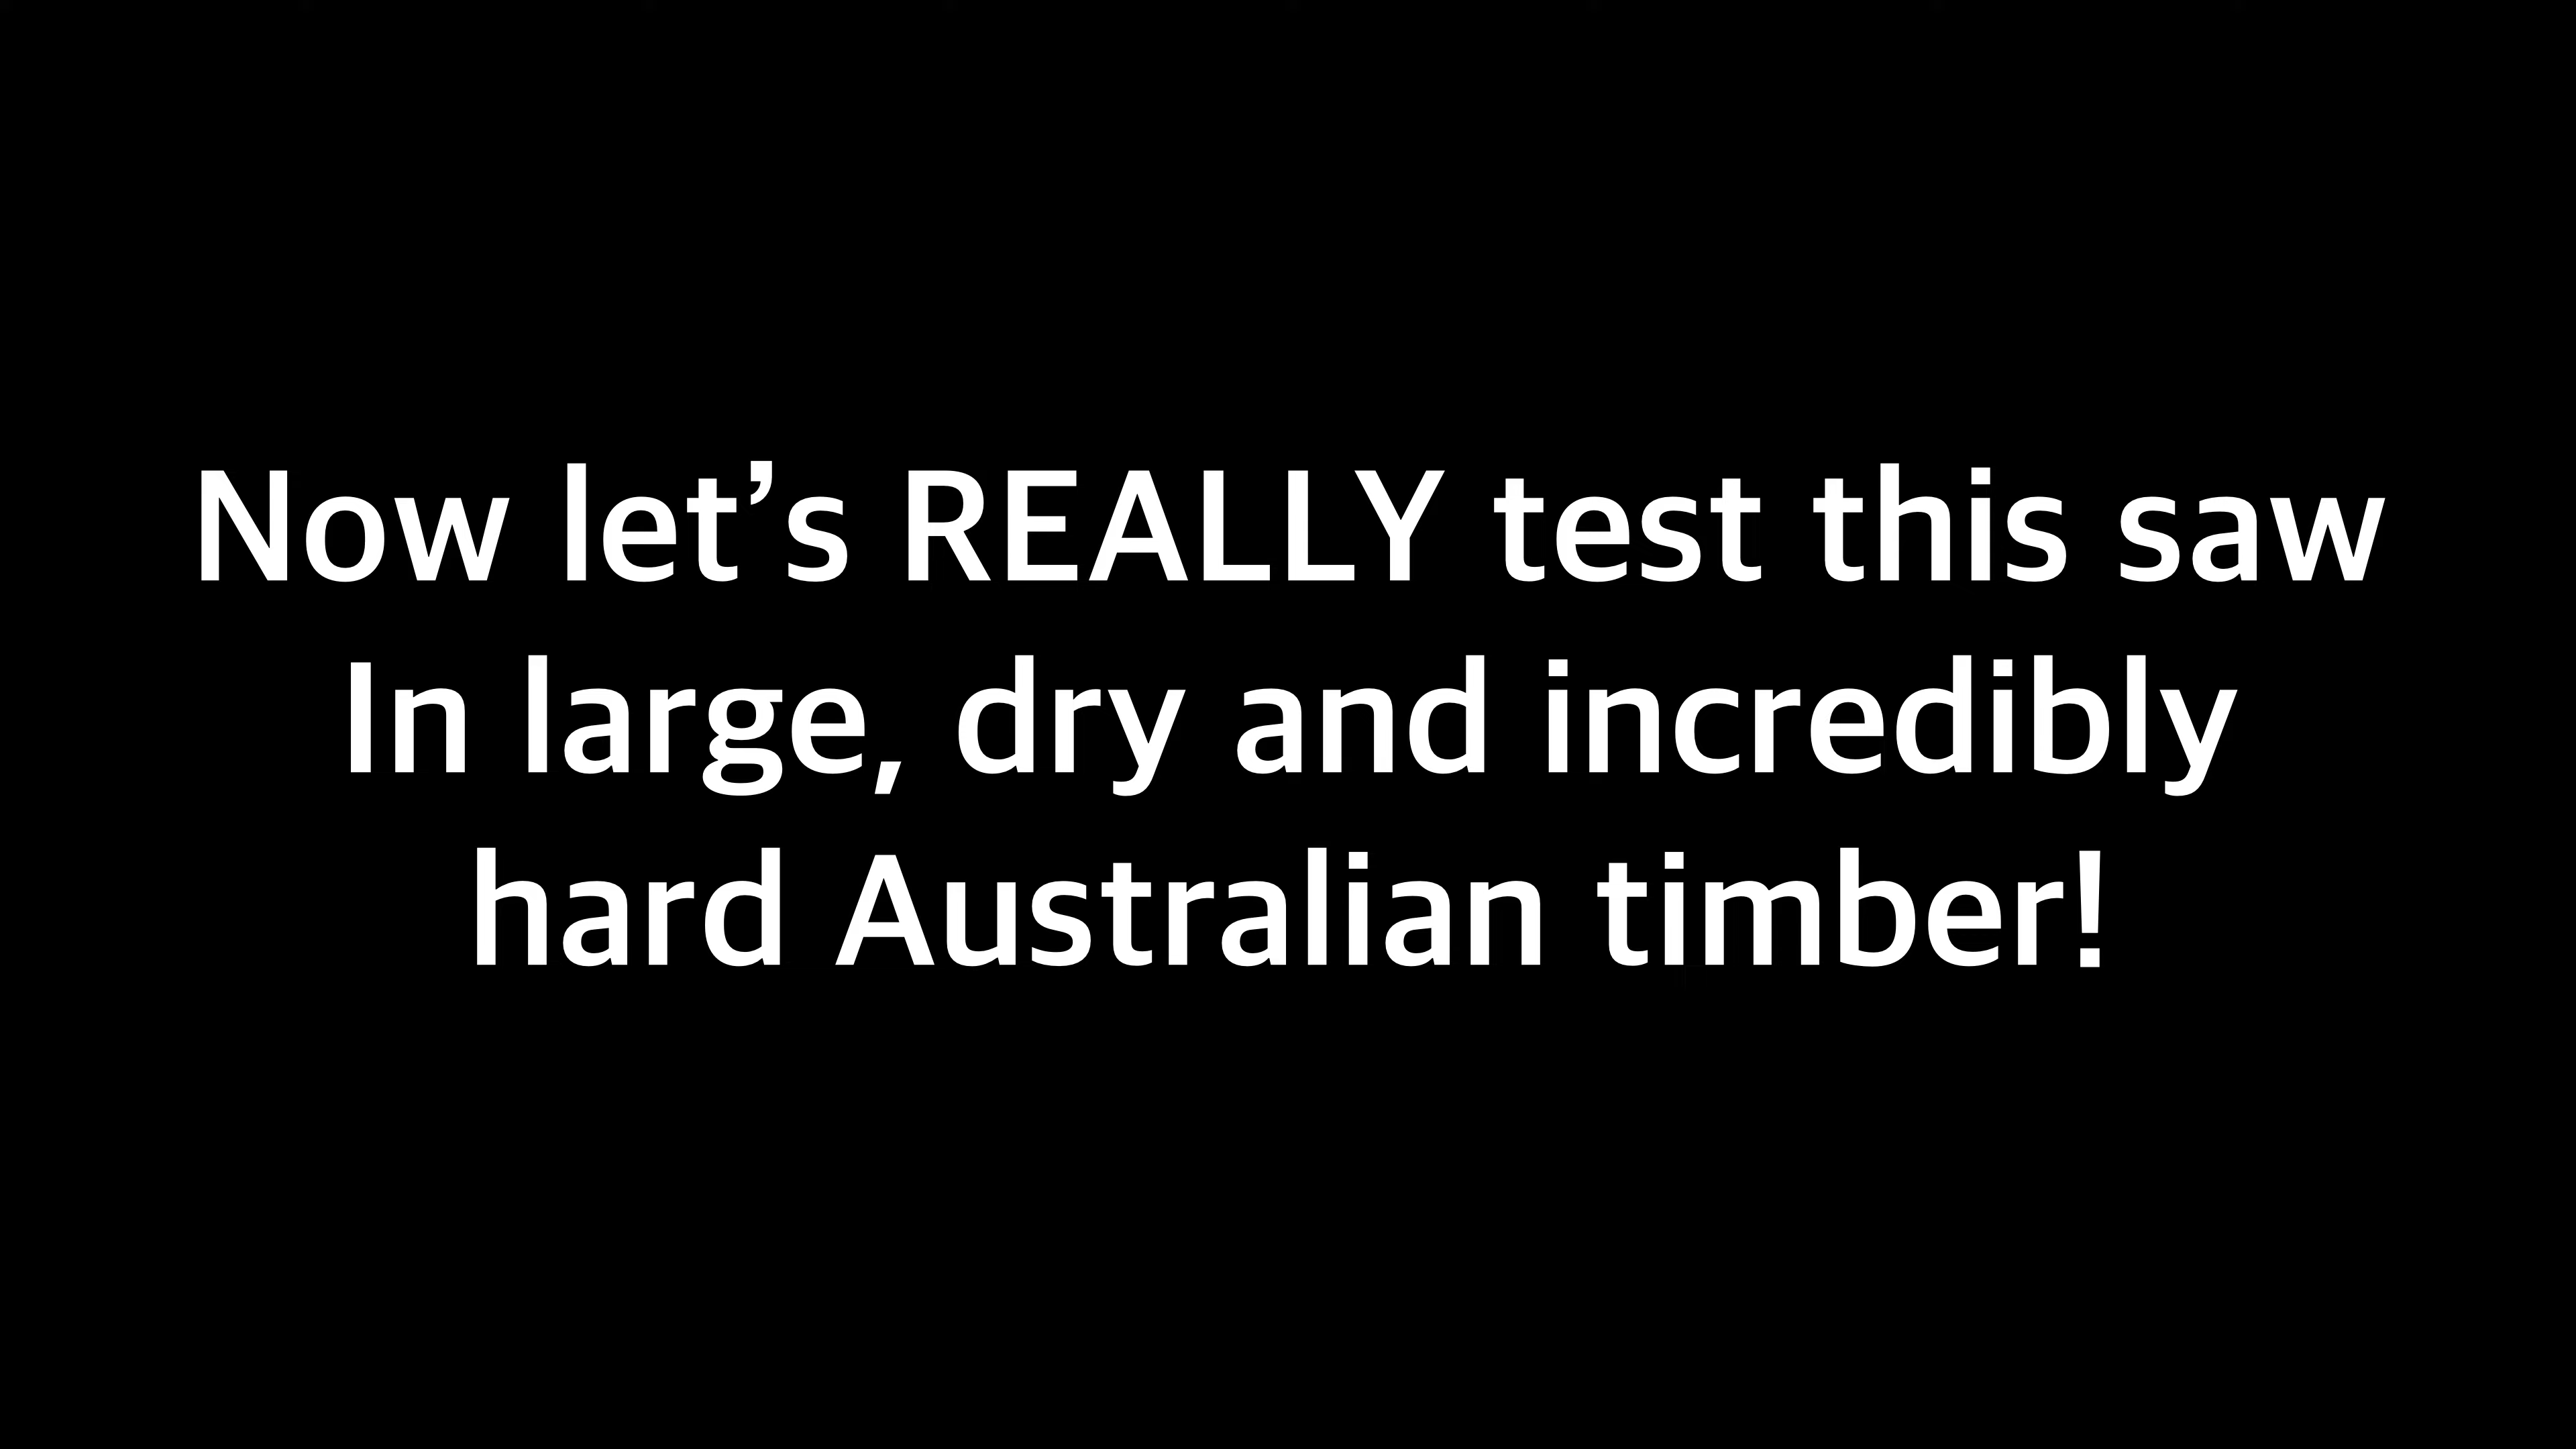 Now let’s REALLY test this saw
In large, dry and incredibly
hard Australian timber!